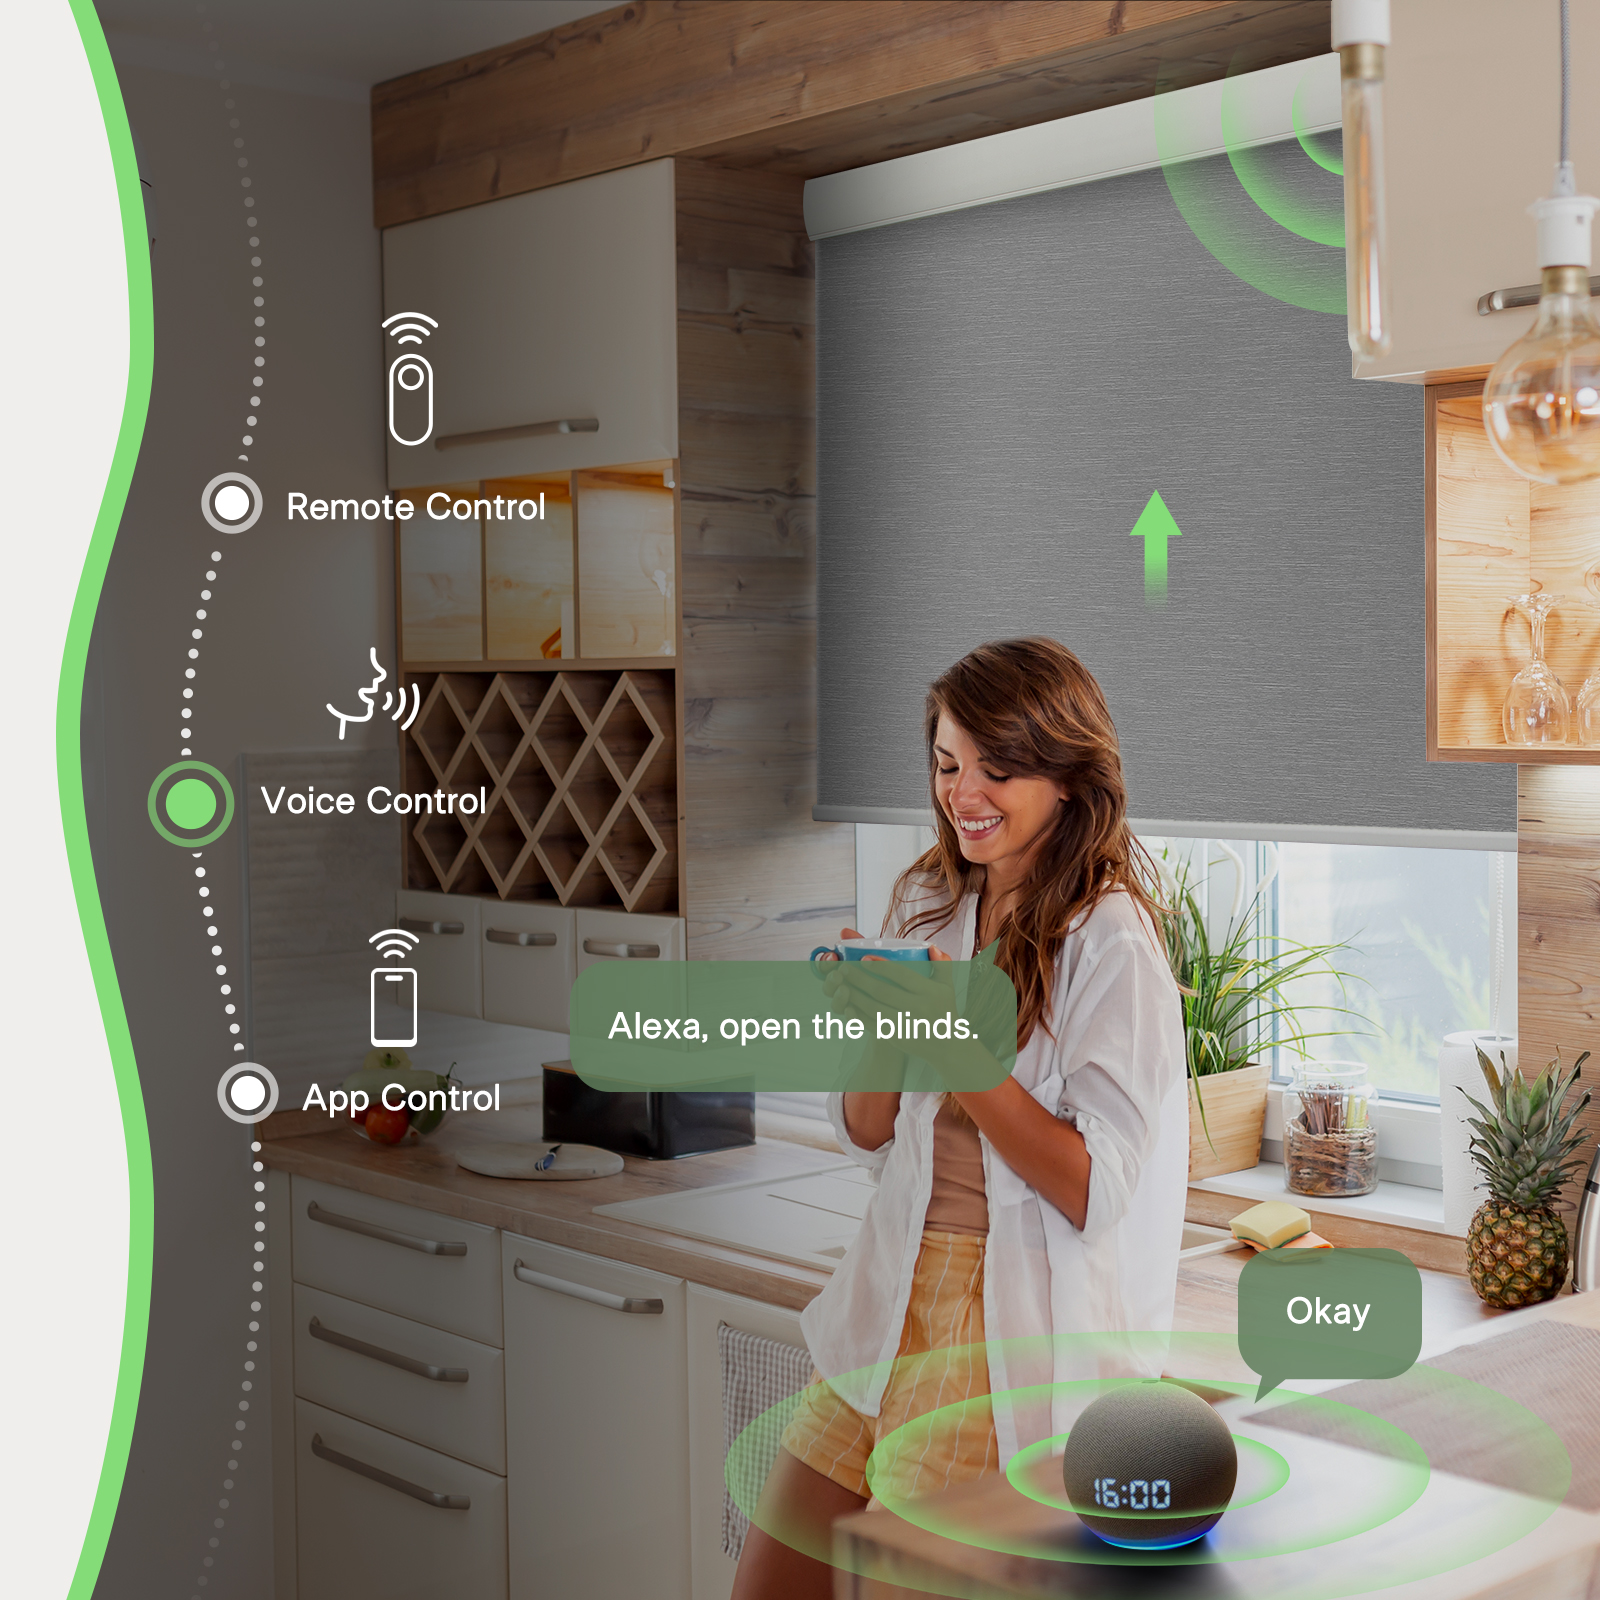 Remote Control
Voice Control
App Control
Alexa, open the blinds.
Okay
16:00